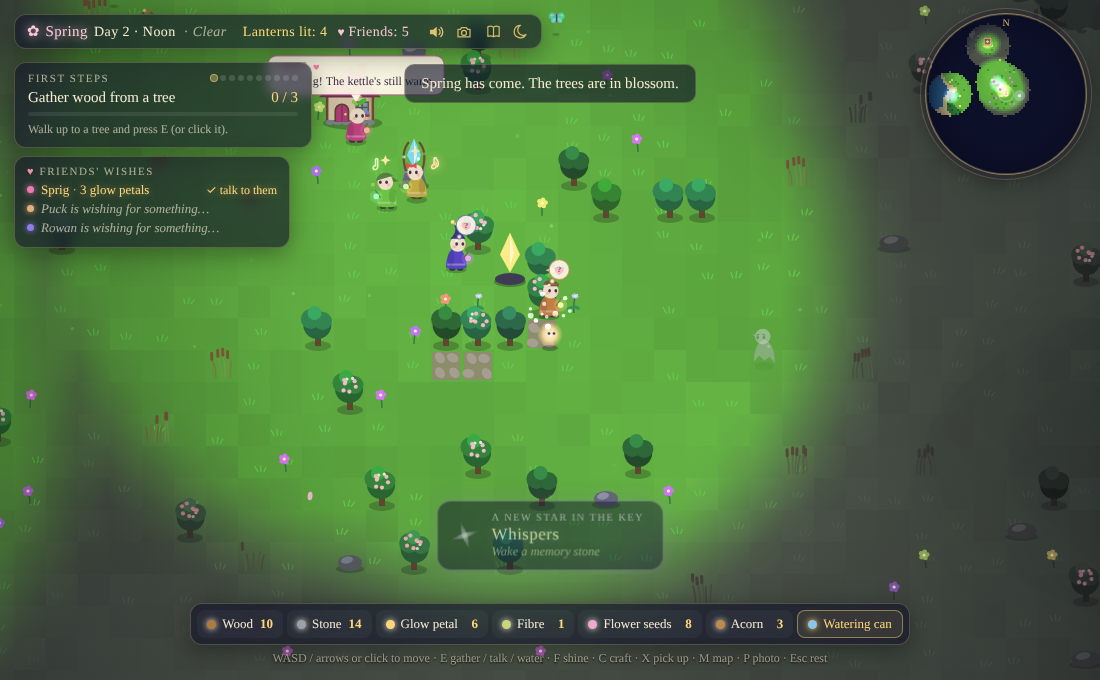 Spring Day 2 · Noon · Clear Lanterns lit: 4 ♥ Friends: 5
N
g! The kettle's still wa
Spring has come. The trees are in blossom.
FIRST STEPS
Gather wood from a tree 0 / 3
Walk up to a tree and press E (or click it).
♥ FRIENDS' WISHES
Sprig · 3 glow petals ✓ talk to them
Puck is wishing for something…
Rowan is wishing for something…
A NEW STAR IN THE KEY
Whispers
Wake a memory stone
Wood 10 Stone 14 Glow petal 6 Fibre 1 Flower seeds 8 Acorn 3 Watering can
WASD / arrows or click to move · E gather / talk / water · F shine · C craft · X pick up · M map · P photo · Esc rest